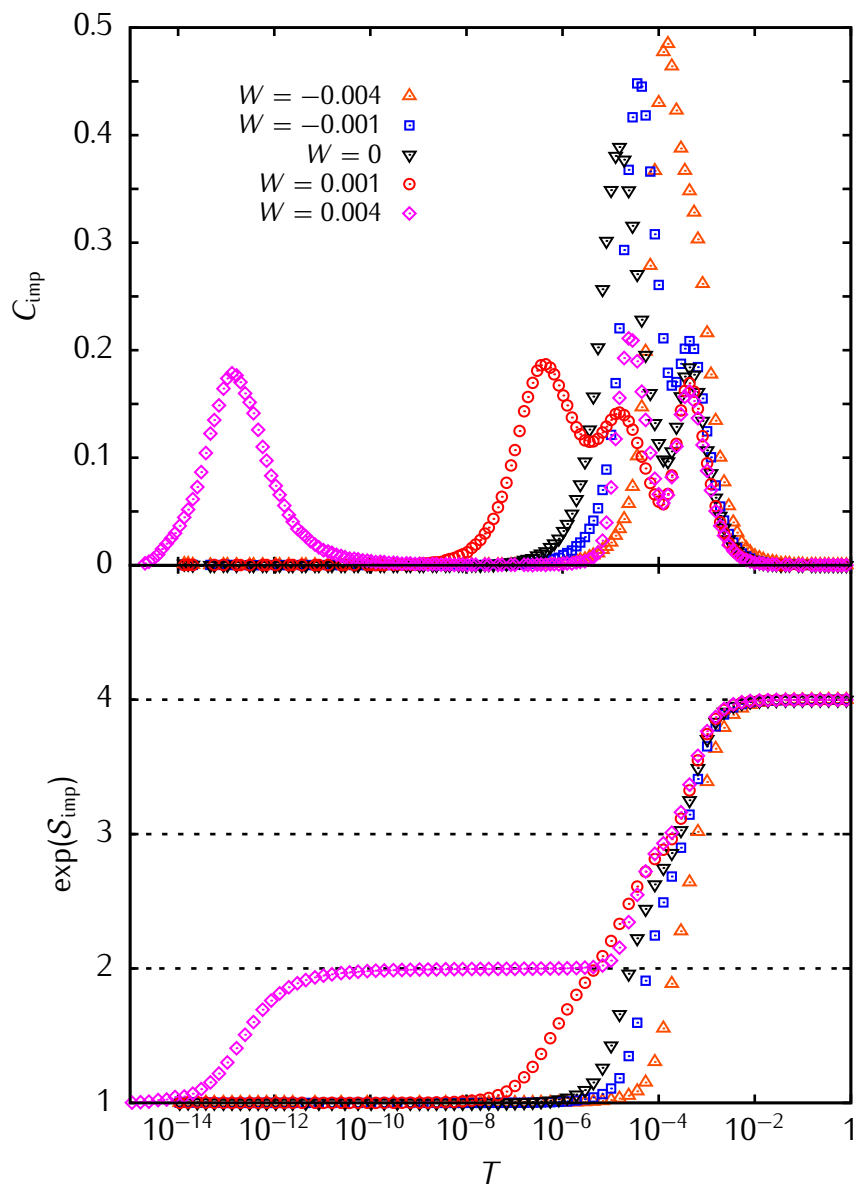 0.5
W = −0.004
W = −0.001
W = 0
W = 0.001
W = 0.004
0.4
0.3
0.2
0.1
0
C_imp
4
3
2
1
exp(𝒮_imp)
10^−14 10^−12 10^−10 10^−8 10^−6 10^−4 10^−2 1
T